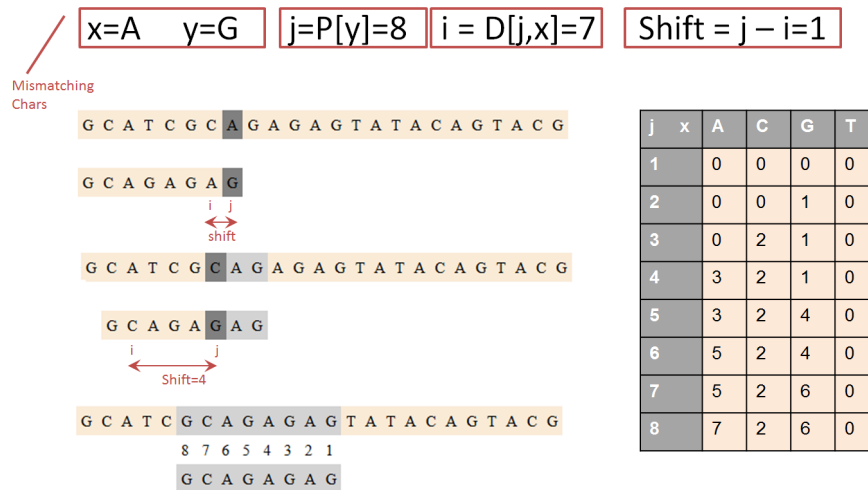 x=A y=G
j=P[y]=8
i = D[j,x]=7
Shift = j – i=1
Mismatching
Chars
G C A T C G C A G A G A G T A T A C A G T A C G
G C A G A G A G
i j
shift
G C A T C G C A G A G A G T A T A C A G T A C G
G C A G A G A G
i j
Shift=4
G C A T C G C A G A G A G T A T A C A G T A C G
8 7 6 5 4 3 2 1
G C A G A G A G
j x A C G T
1 0 0 0 0
2 0 0 1 0
3 0 2 1 0
4 3 2 1 0
5 3 2 4 0
6 5 2 4 0
7 5 2 6 0
8 7 2 6 0